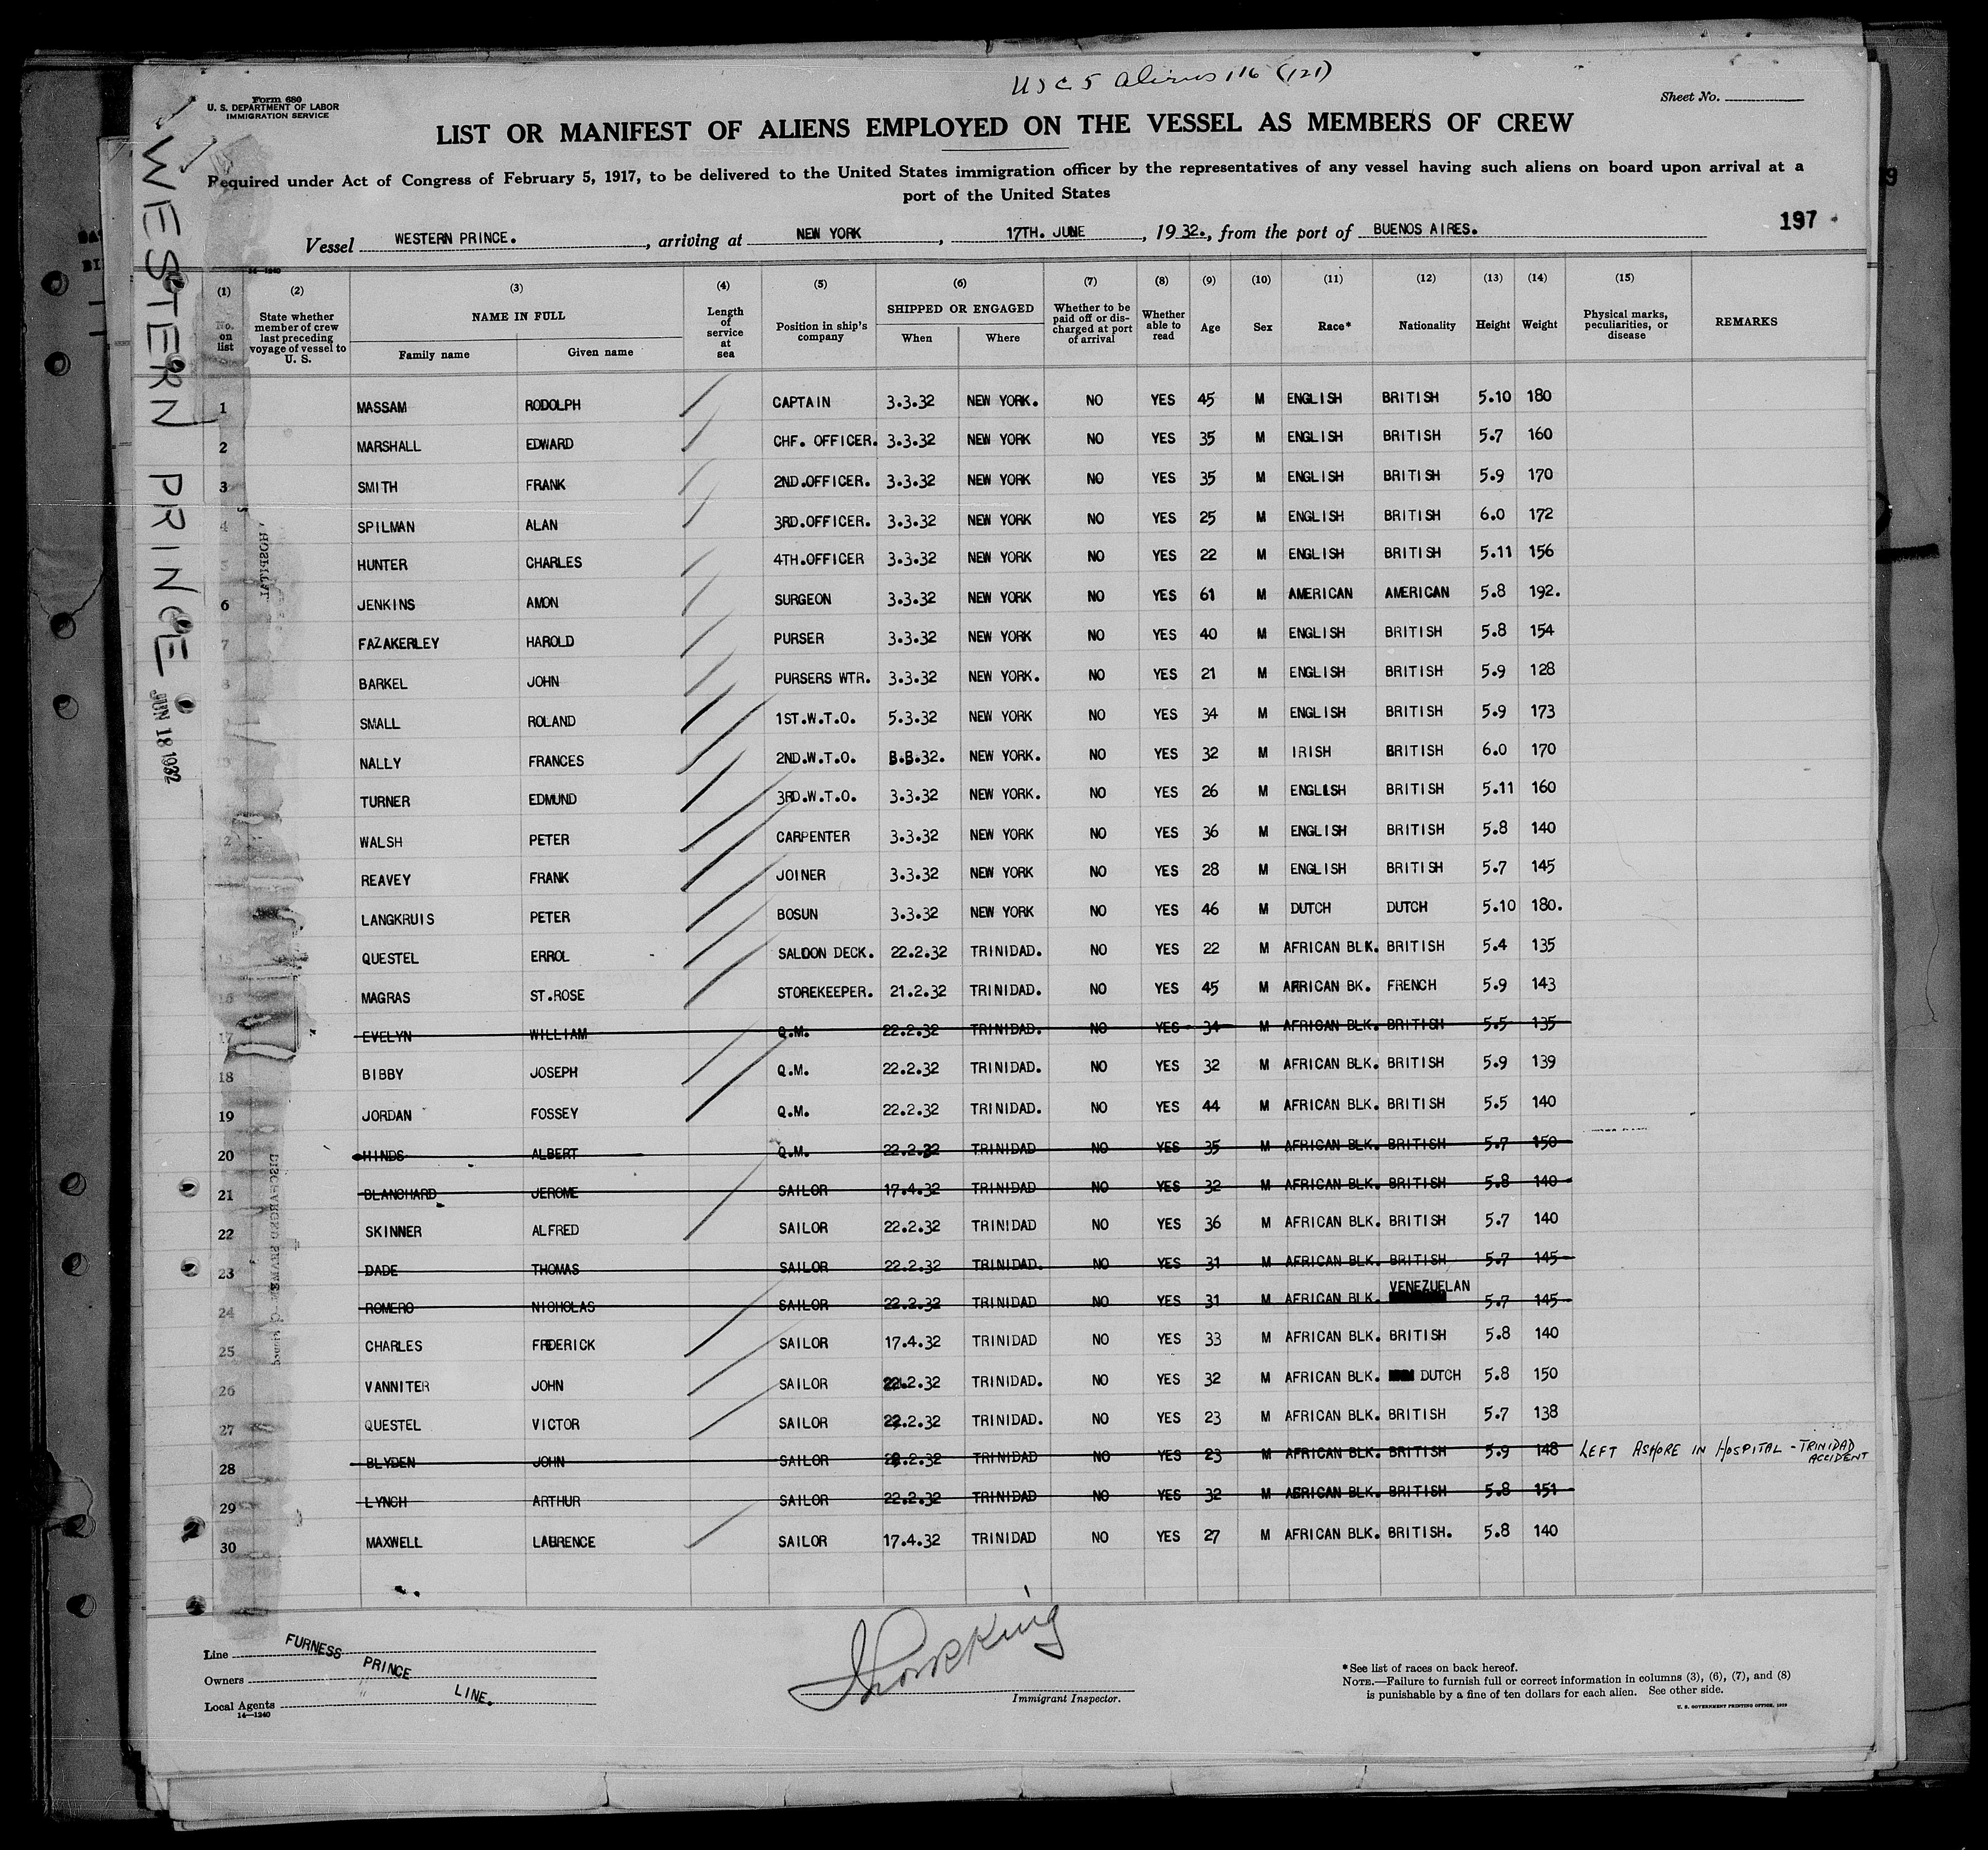 USC 5 Aliens 116 (121)
Form 680
U. S. DEPARTMENT OF LABOR
IMMIGRATION SERVICE
Sheet No.
LIST OR MANIFEST OF ALIENS EMPLOYED ON THE VESSEL AS MEMBERS OF CREW
Required under Act of Congress of February 5, 1917, to be delivered to the United States immigration officer by the representatives of any vessel having such aliens on board upon arrival at a
port of the United States
197
Vessel WESTERN PRINCE. , arriving at NEW YORK , 17TH. JUNE , 19 32. , from the port of BUENOS AIRES.
WESTERN PRINCE
JUN 18 1932
14-1240
(1) (2) (3) (4) (5) (6) (7) (8) (9) (10) (11) (12) (13) (14) (15)
No. on list
State whether member of crew last preceding voyage of vessel to U. S.
NAME IN FULL
Family name Given name
Length of service at sea
Position in ship's company
SHIPPED OR ENGAGED
When Where
Whether to be paid off or discharged at port of arrival
Whether able to read
Age Sex Race* Nationality Height Weight
Physical marks, peculiarities, or disease
REMARKS
1 MASSAM RODOLPH CAPTAIN 3.3.32 NEW YORK. NO YES 45 M ENGLISH BRITISH 5.10 180
2 MARSHALL EDWARD CHF. OFFICER. 3.3.32 NEW YORK NO YES 35 M ENGLISH BRITISH 5.7 160
3 SMITH FRANK 2ND.OFFICER. 3.3.32 NEW YORK NO YES 35 M ENGLISH BRITISH 5.9 170
4 SPILMAN ALAN 3RD.OFFICER. 3.3.32 NEW YORK NO YES 25 M ENGLISH BRITISH 6.0 172
5 HUNTER CHARLES 4TH.OFFICER 3.3.32 NEW YORK NO YES 22 M ENGLISH BRITISH 5.11 156
6 JENKINS AMON SURGEON 3.3.32 NEW YORK NO YES 61 M AMERICAN AMERICAN 5.8 192.
7 FAZAKERLEY HAROLD PURSER 3.3.32 NEW YORK NO YES 40 M ENGLISH BRITISH 5.8 154
8 BARKEL JOHN PURSERS WTR. 3.3.32 NEW YORK. NO YES 21 M ENGLISH BRITISH 5.9 128
SMALL ROLAND 1ST.W.T.O. 5.3.32 NEW YORK NO YES 34 M ENGLISH BRITISH 5.9 173
NALLY FRANCES 2ND.W.T.O. 3.3.32. NEW YORK. NO YES 32 M IRISH BRITISH 6.0 170
TURNER EDMUND 3RD.W.T.O. 3.3.32 NEW YORK. NO YES 26 M ENGLISH BRITISH 5.11 160
2 WALSH PETER CARPENTER 3.3.32 NEW YORK NO YES 36 M ENGLISH BRITISH 5.8 140
REAVEY FRANK JOINER 3.3.32 NEW YORK NO YES 28 M ENGLISH BRITISH 5.7 145
LANGKRUIS PETER BOSUN 3.3.32 NEW YORK NO YES 46 M DUTCH DUTCH 5.10 180.
15 QUESTEL ERROL SALOON DECK. 22.2.32 TRINIDAD. NO YES 22 M AFRICAN BLK. BRITISH 5.4 135
16 MAGRAS ST.ROSE STOREKEEPER. 21.2.32 TRINIDAD. NO YES 45 M AFRICAN BK. FRENCH 5.9 143
17 EVELYN WILLIAM Q.M. 22.2.32 TRINIDAD. NO YES 34 M AFRICAN BLK. BRITISH 5.5 135
18 BIBBY JOSEPH Q.M. 22.2.32 TRINIDAD. NO YES 32 M AFRICAN BLK. BRITISH 5.9 139
19 JORDAN FOSSEY Q.M. 22.2.32 TRINIDAD. NO YES 44 M AFRICAN BLK. BRITISH 5.5 140
20 HINDS ALBERT Q.M. 22.2.32 TRINIDAD NO YES 35 M AFRICAN BLK. BRITISH 5.7 150
21 BLANCHARD JEROME SAILOR 17.4.32 TRINIDAD NO YES 32 M AFRICAN BLK. BRITISH 5.8 140
22 SKINNER ALFRED SAILOR 22.2.32 TRINIDAD NO YES 36 M AFRICAN BLK. BRITISH 5.7 140
23 DADE THOMAS SAILOR 22.2.32 TRINIDAD. NO YES 31 M AFRICAN BLK. BRITISH 5.7 145
24 ROMERO NICHOLAS SAILOR 22.2.32 TRINIDAD NO YES 31 M AFRICAN BLK. VENEZUELAN 5.7 145
25 CHARLES FRDERICK SAILOR 17.4.32 TRINIDAD NO YES 33 M AFRICAN BLK. BRITISH 5.8 140
26 VANNITER JOHN SAILOR 22.2.32 TRINIDAD. NO YES 32 M AFRICAN BLK. DUTCH 5.8 150
27 QUESTEL VICTOR SAILOR 22.2.32 TRINIDAD. NO YES 23 M AFRICAN BLK. BRITISH 5.7 138
28 BLYDEN JOHN SAILOR 22.2.32 TRINIDAD NO YES 23 M AFRICAN BLK. BRITISH 5.9 148 LEFT ASHORE IN HOSPITAL - TRINIDAD ACCIDENT
29 LYNCH ARTHUR SAILOR 22.2.32 TRINIDAD NO YES 32 M AFRICAN BLK. BRITISH 5.8 151
30 MAXWELL LAURENCE SAILOR 17.4.32 TRINIDAD NO YES 27 M AFRICAN BLK. BRITISH. 5.8 140
Line FURNESS
Owners PRINCE
Local Agents " LINE.
14-1240
Immigrant Inspector.
*See list of races on back hereof.
NOTE.—Failure to furnish full or correct information in columns (3), (6), (7), and (8)
is punishable by a fine of ten dollars for each alien. See other side.
U. S. GOVERNMENT PRINTING OFFICE